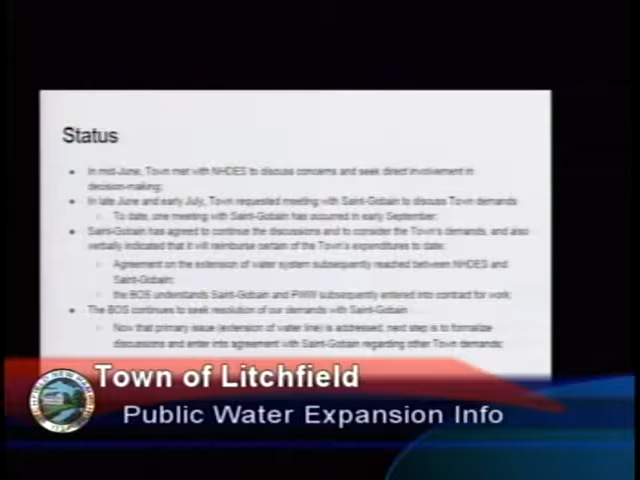 Status
• In mid-June, Town met with NHDES to discuss concerns and seek direct involvement in
decision-making;
• In late June and early July, Town requested meeting with Saint-Gobain to discuss Town demands
◦ To date, one meeting with Saint-Gobain has occurred in early September;
• Saint-Gobain has agreed to continue the discussions and to consider the Town's demands, and also
verbally indicated that it will reimburse certain of the Town's expenditures to date:
◦ Agreement on the extension of water system subsequently reached between NHDES and
Saint-Gobain;
◦ the BOS understands Saint-Gobain and PWW subsequently entered into contract for work;
• The BOS continues to seek resolution of our demands with Saint-Gobain
◦ Now that primary issue (extension of water line) is addressed, next step is to formalize
discussions and enter into agreement with Saint-Gobain regarding other Town demands;
Town of Litchfield
Public Water Expansion Info